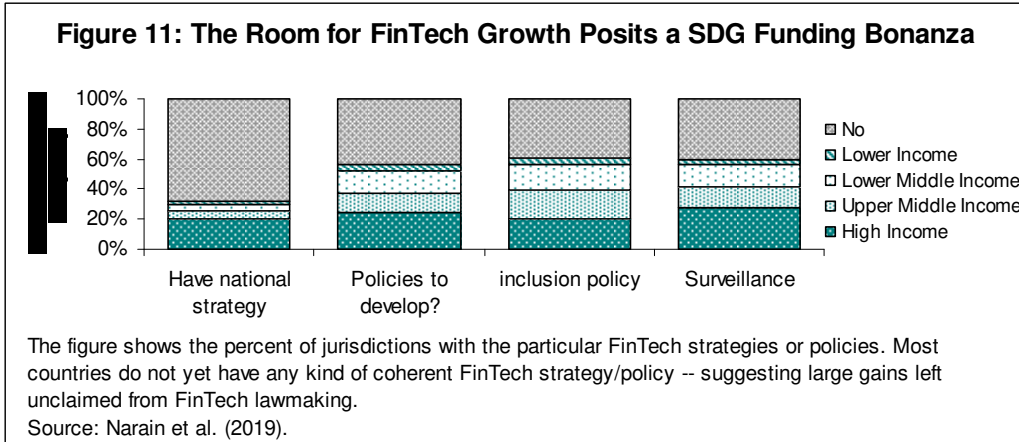 Figure 11: The Room for FinTech Growth Posits a SDG Funding Bonanza
100%
80%
60%
40%
20%
0%
Have national
strategy
Policies to
develop?
inclusion policy
Surveillance
No
Lower Income
Lower Middle Income
Upper Middle Income
High Income
The figure shows the percent of jurisdictions with the particular FinTech strategies or policies. Most
countries do not yet have any kind of coherent FinTech strategy/policy -- suggesting large gains left
unclaimed from FinTech lawmaking.
Source: Narain et al. (2019).